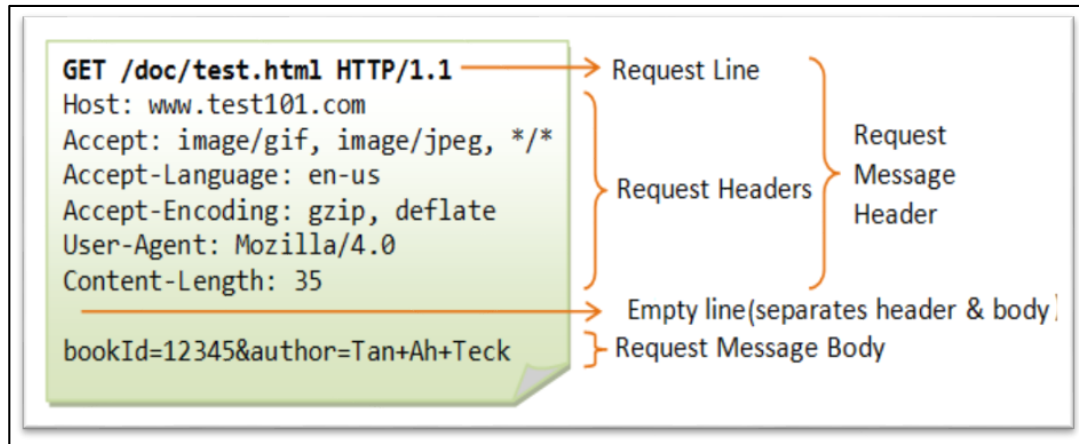 GET /doc/test.html HTTP/1.1
Request Line
Host: www.test101.com
Accept: image/gif, image/jpeg, */*
Accept-Language: en-us
Accept-Encoding: gzip, deflate
User-Agent: Mozilla/4.0
Content-Length: 35
Request Headers
Request
Message
Header
Empty line(separates header & body)
bookId=12345&author=Tan+Ah+Teck
Request Message Body